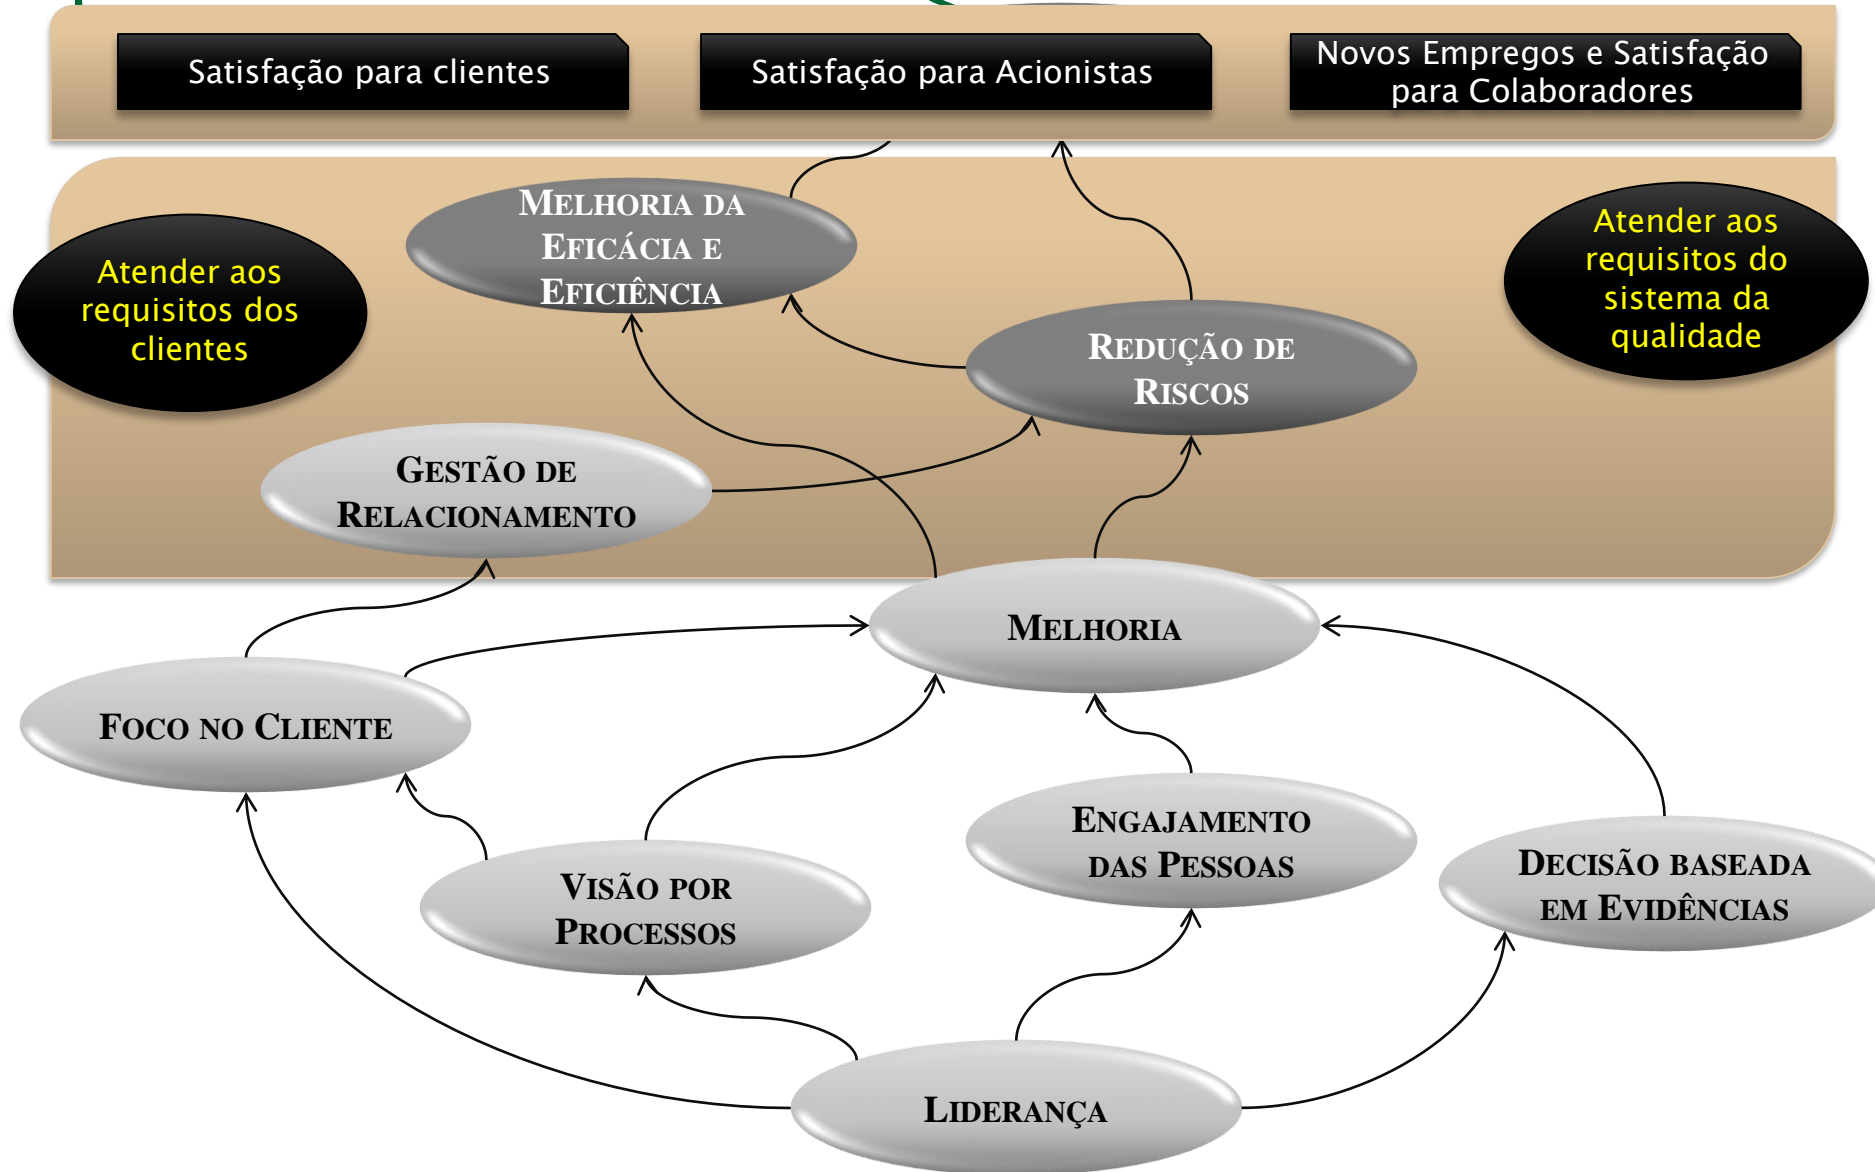 Satisfação para clientes
Satisfação para Acionistas
Novos Empregos e Satisfação
para Colaboradores
MELHORIA DA
EFICÁCIA E
EFICIÊNCIA
Atender aos
requisitos dos
clientes
Atender aos
requisitos do
sistema da
qualidade
REDUÇÃO DE
RISCOS
GESTÃO DE
RELACIONAMENTO
MELHORIA
FOCO NO CLIENTE
ENGAJAMENTO
DAS PESSOAS
VISÃO POR
PROCESSOS
DECISÃO BASEADA
EM EVIDÊNCIAS
LIDERANÇA